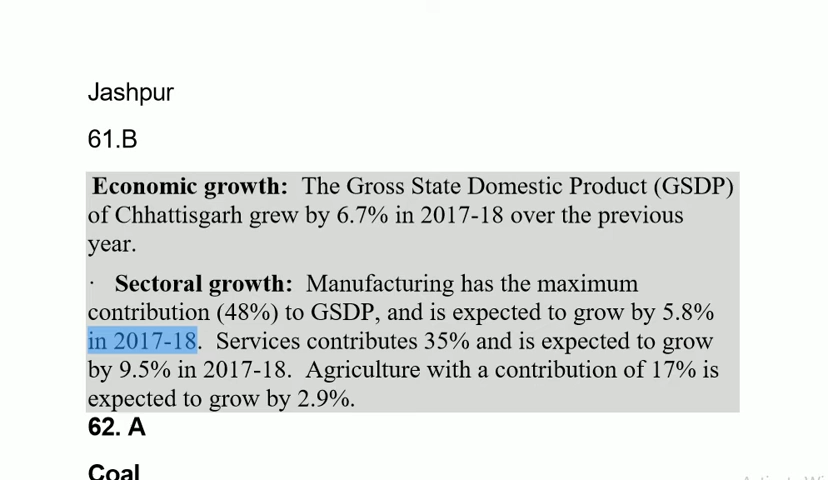 Jashpur
61.B
Economic growth: The Gross State Domestic Product (GSDP)
of Chhattisgarh grew by 6.7% in 2017-18 over the previous
year.
· Sectoral growth: Manufacturing has the maximum
contribution (48%) to GSDP, and is expected to grow by 5.8%
in 2017-18. Services contributes 35% and is expected to grow
by 9.5% in 2017-18. Agriculture with a contribution of 17% is
expected to grow by 2.9%.
62. A
Coal